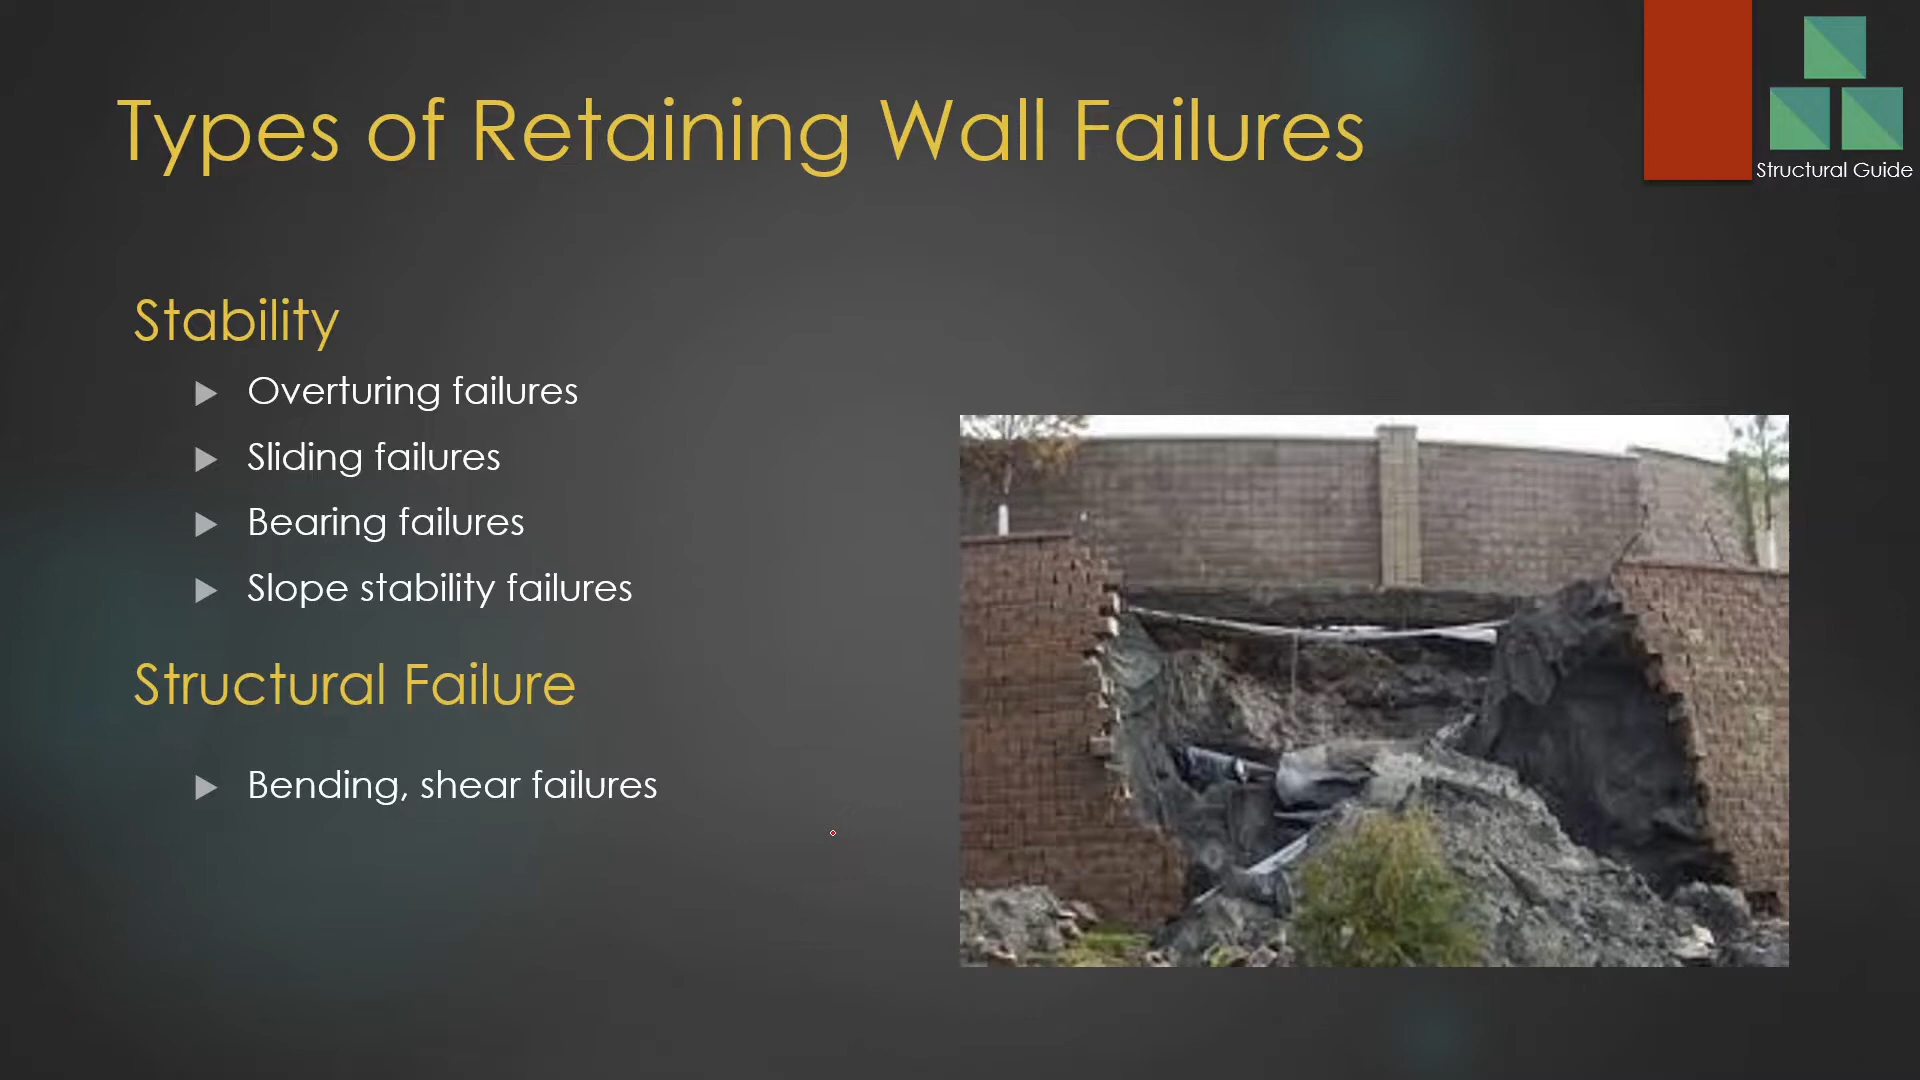 Types of Retaining Wall Failures
Structural Guide
Stability
Overturing failures
Sliding failures
Bearing failures
Slope stability failures
Structural Failure
Bending, shear failures